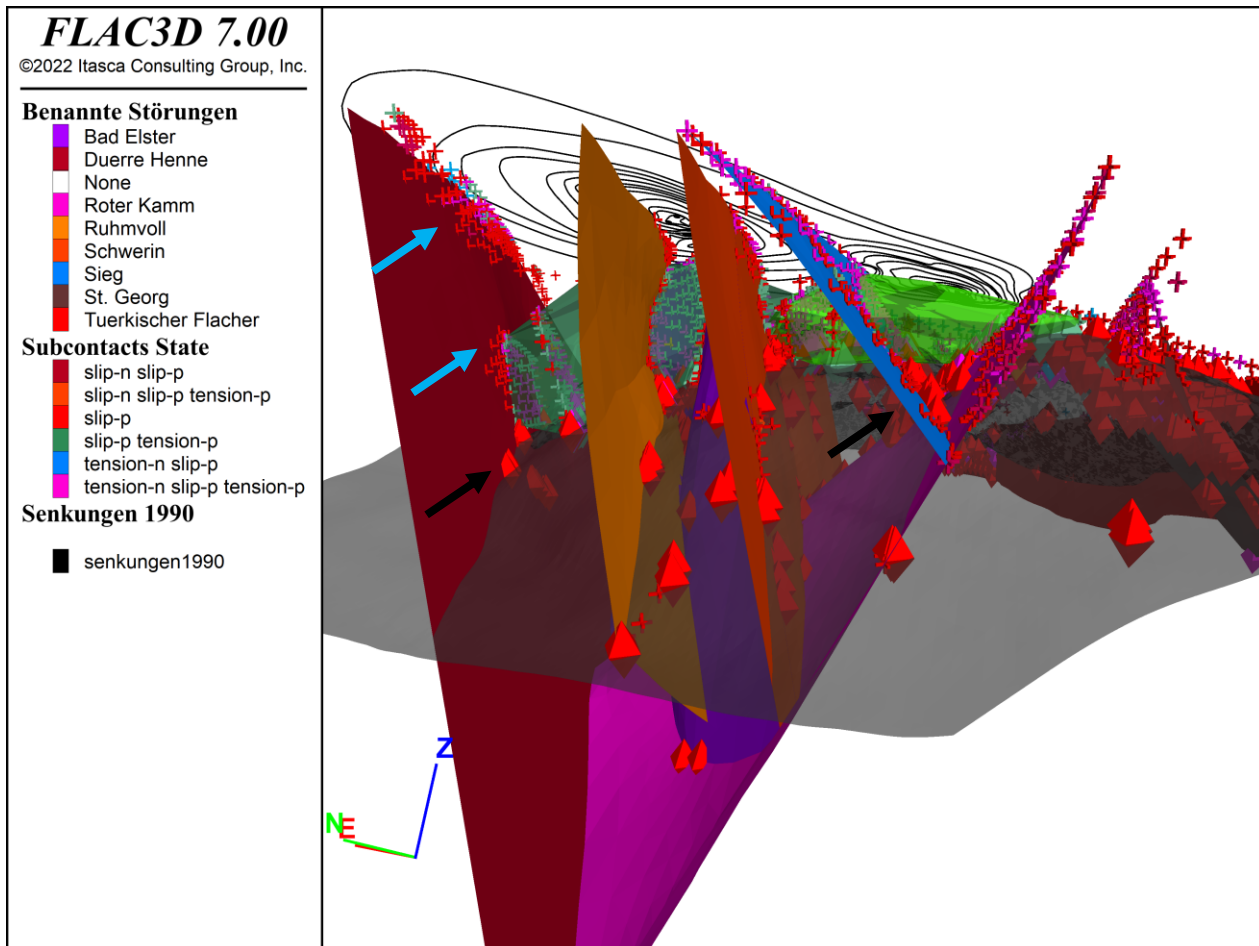 FLAC3D 7.00
©2022 Itasca Consulting Group, Inc.
Benannte Störungen
Bad Elster
Duerre Henne
None
Roter Kamm
Ruhmvoll
Schwerin
Sieg
St. Georg
Tuerkischer Flacher
Subcontacts State
slip-n slip-p
slip-n slip-p tension-p
slip-p
slip-p tension-p
tension-n slip-p
tension-n slip-p tension-p
Senkungen 1990
senkungen1990
Z
N
E